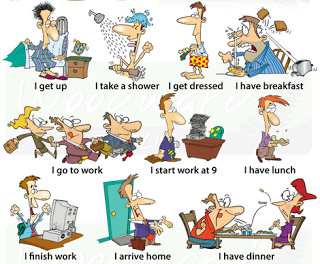 I get up
I take a shower
I get dressed
I have breakfast
I go to work
I start work at 9
I have lunch
I finish work
I arrive home
I have dinner